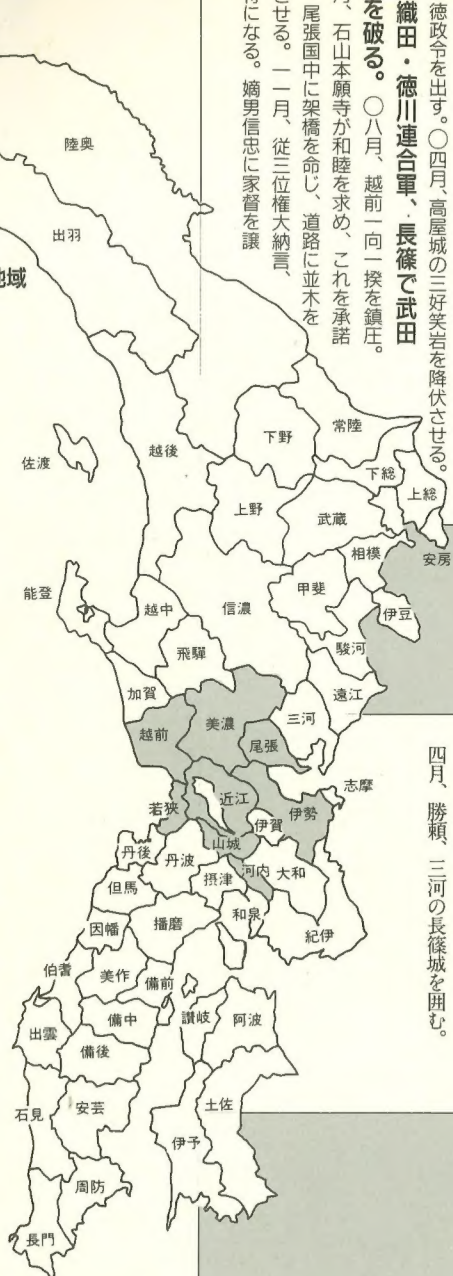 徳政令を出す。〇四月、高屋城の三好笑岩を降伏させる。
織田・徳川連合軍、長篠で武田
を破る。〇八月、越前一向一揆を鎮圧。
月、石山本願寺が和睦を求め、これを承諾
尾張国中に架橋を命じ、道路に並木を
させる。一一月、従三位権大納言、
将になる。嫡男信忠に家督を譲
地域
四月、勝頼、三河の長篠城を囲む。
陸奥
出羽
佐渡
越後
下野
常陸
下総
上総
上野
武蔵
安房
相模
能登
越中
信濃
甲斐
伊豆
飛驒
駿河
加賀
遠江
美濃
三河
越前
尾張
志摩
若狭
近江
伊勢
伊賀
山城
丹後
丹波
河内
大和
摂津
但馬
和泉
因幡
播磨
紀伊
伯耆
美作
備前
出雲
備中
讃岐
阿波
備後
石見
安芸
土佐
伊予
周防
長門